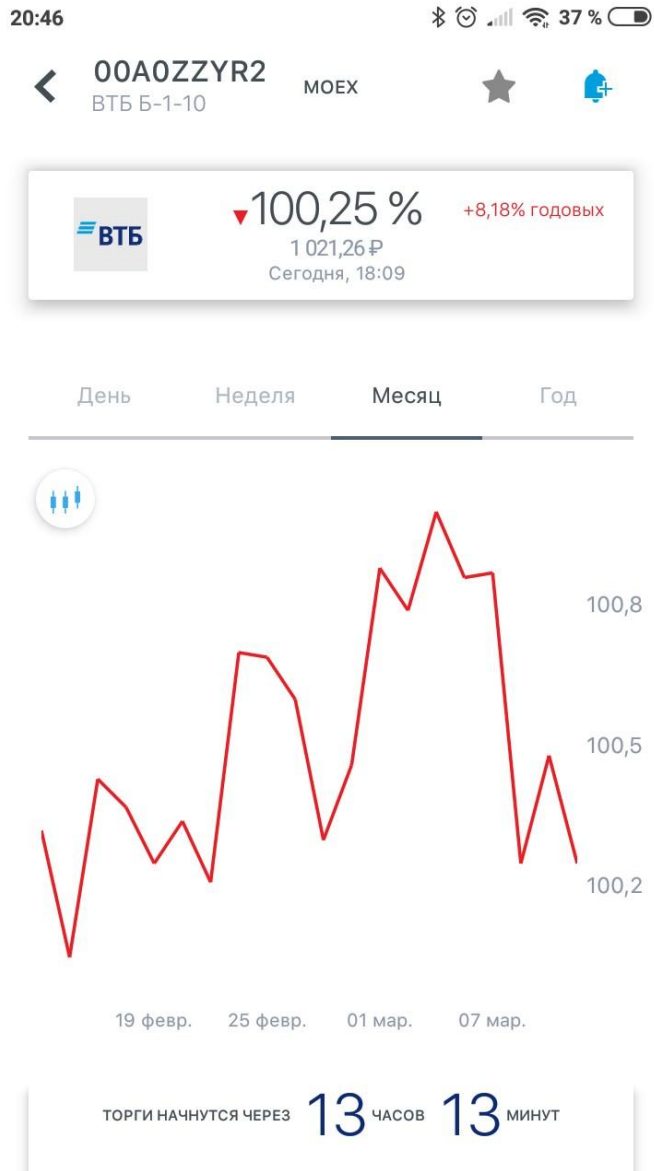 20:46 37 %
00A0ZZYR2
ВТБ Б-1-10
MOEX
ВТБ
100,25 %
+8,18% годовых
1 021,26 ₽
Сегодня, 18:09
День Неделя Месяц Год
100,8
100,5
100,2
19 февр. 25 февр. 01 мар. 07 мар.
ТОРГИ НАЧНУТСЯ ЧЕРЕЗ 13 ЧАСОВ 13 МИНУТ